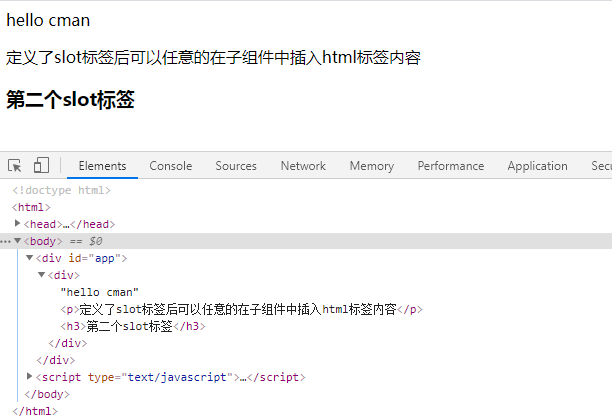 hello cman
定义了slot标签后可以任意的在子组件中插入html标签内容
第二个slot标签
Elements Console Sources Network Memory Performance Application Secu
<!doctype html>
<html>
<head>…</head>
<body> == $0
<div id="app">
<div>
"hello cman"
<p>定义了slot标签后可以任意的在子组件中插入html标签内容</p>
<h3>第二个slot标签</h3>
</div>
</div>
<script type="text/javascript">…</script>
</body>
</html>